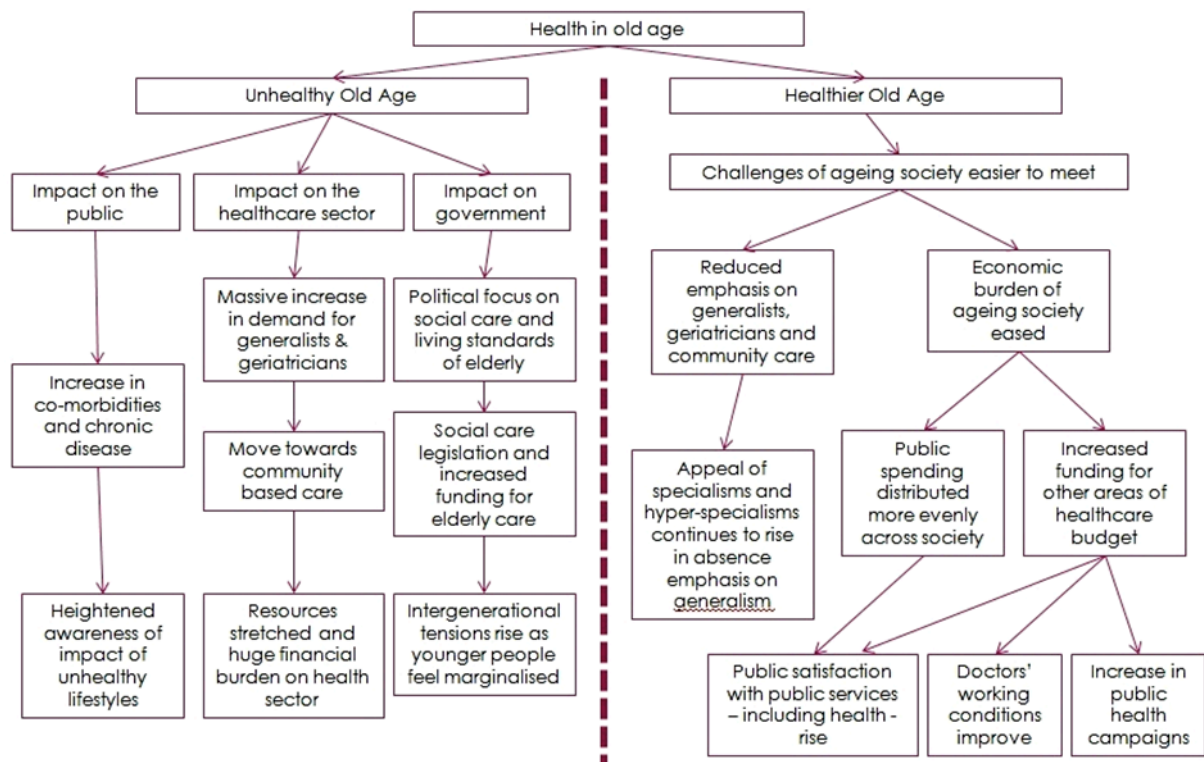 Health in old age
Unhealthy Old Age
Healthier Old Age
Impact on the
public
Impact on the
healthcare sector
Impact on
government
Challenges of ageing society easier to meet
Massive increase
in demand for
generalists &
geriatricians
Political focus on
social care and
living standards
of elderly
Reduced
emphasis on
generalists,
geriatricians and
community care
Economic
burden of
ageing society
eased
Increase in
co-morbidities
and chronic
disease
Move towards
community
based care
Social care
legislation and
increased
funding for
elderly care
Appeal of
specialisms and
hyper-specialisms
continues to rise
in absence
emphasis on
generalism
Public
spending
distributed
more evenly
across society
Increased
funding for
other areas of
healthcare
budget
Heightened
awareness of
impact of
unhealthy
lifestyles
Resources
stretched and
huge financial
burden on health
sector
Intergenerational
tensions rise as
younger people
feel marginalised
Public satisfaction
with public services
– including health -
rise
Doctors'
working
conditions
improve
Increase in
public
health
campaigns